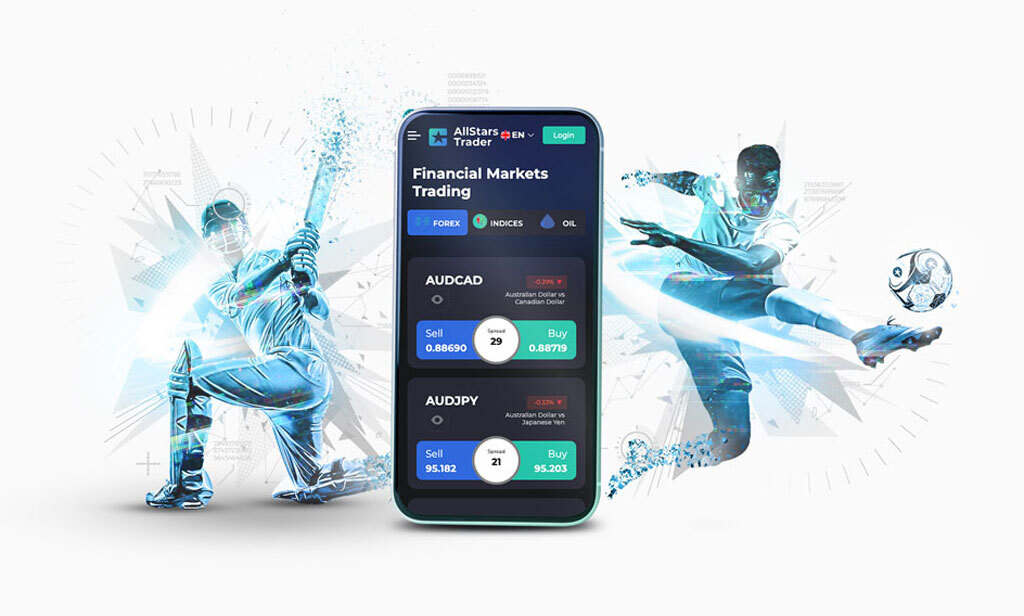 AllStars
Trader
EN
Login
Financial Markets
Trading
FOREX
INDICES
OIL
AUDCAD
-0.29%
Australian Dollar vs
Canadian Dollar
Sell
0.88690
Spread
29
Buy
0.88719
AUDJPY
-0.33%
Australian Dollar vs
Japanese Yen
Sell
95.182
Spread
21
Buy
95.203